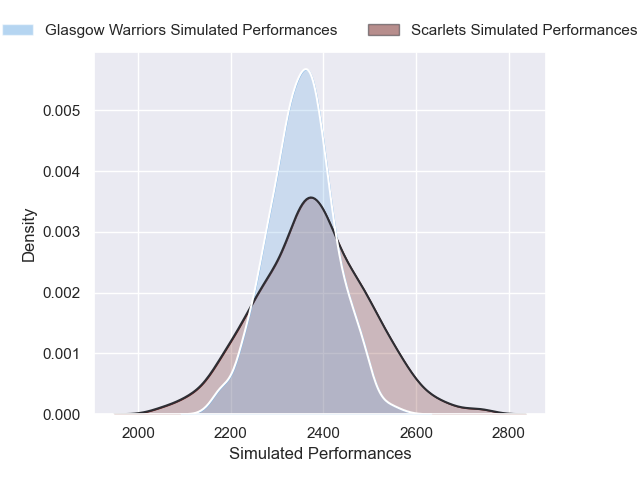 Glasgow Warriors Simulated Performances Scarlets Simulated Performances
0.005
0.004
0.003
0.002
0.001
0.000
Density
2000 2200 2400 2600 2800
Simulated Performances